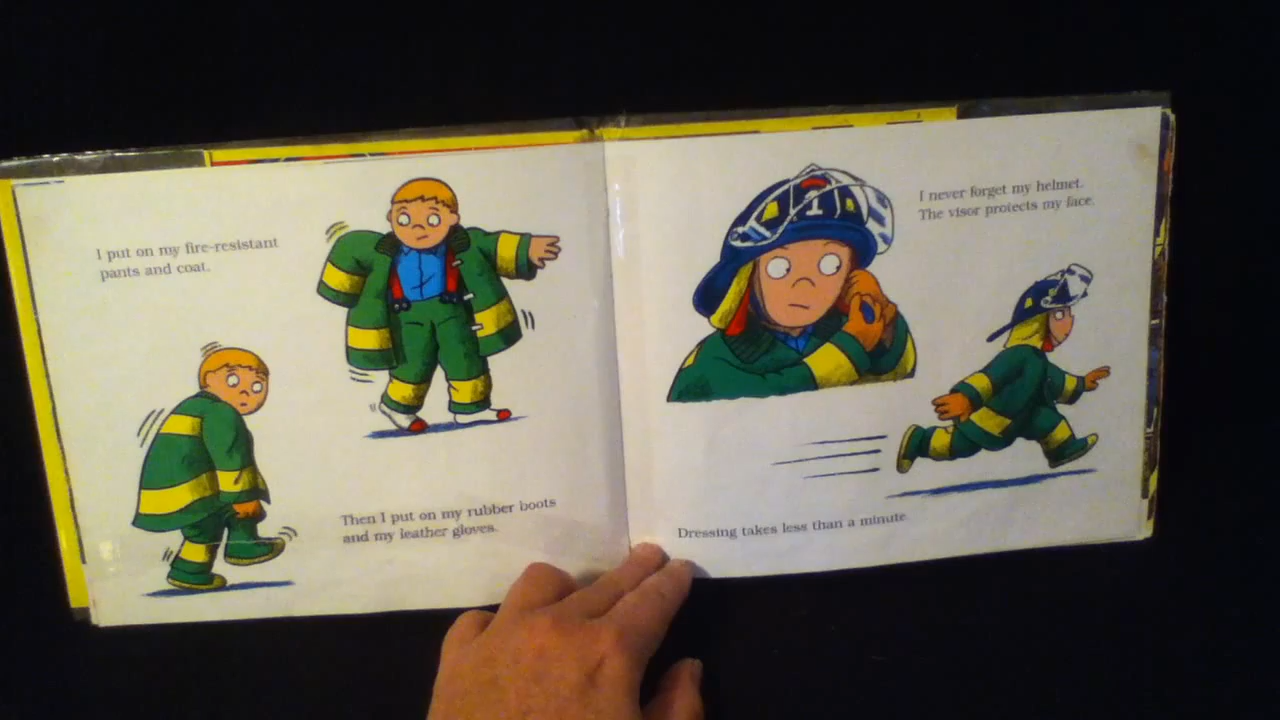 I put on my fire-resistant
pants and coat.
Then I put on my rubber boots
and my leather gloves.
1
I never forget my helmet.
The visor protects my face.
Dressing takes less than a minute.